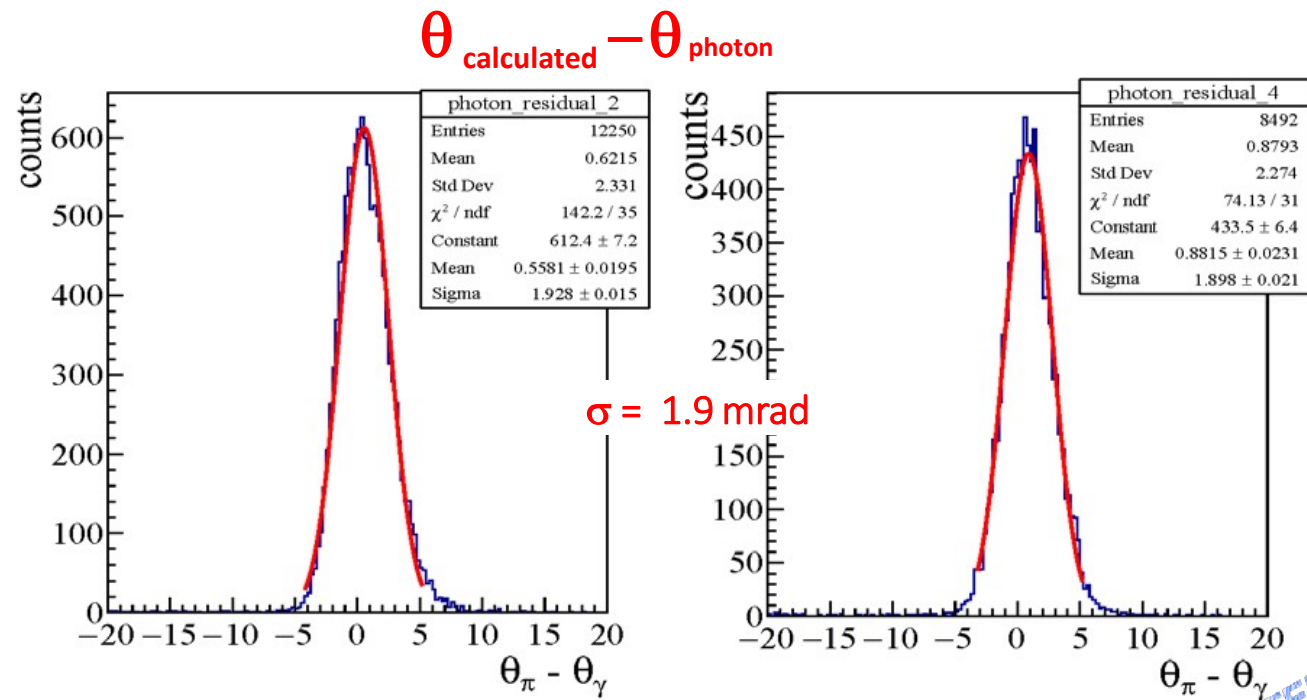 θ calculated − θ photon
counts
600
500
400
300
200
100
0
−20 −15 −10 −5 0 5 10 15 20
θπ - θγ
photon_residual_2
Entries 12250
Mean 0.6215
Std Dev 2.331
χ² / ndf 142.2 / 35
Constant 612.4 ± 7.2
Mean 0.5581 ± 0.0195
Sigma 1.928 ± 0.015
σ = 1.9 mrad
counts
450
400
350
300
250
150
100
50
0
−20 −15 −10 −5 0 5 10 15 20
θπ - θγ
photon_residual_4
Entries 8492
Mean 0.8793
Std Dev 2.274
χ² / ndf 74.13 / 31
Constant 433.5 ± 6.4
Mean 0.8815 ± 0.0231
Sigma 1.898 ± 0.021